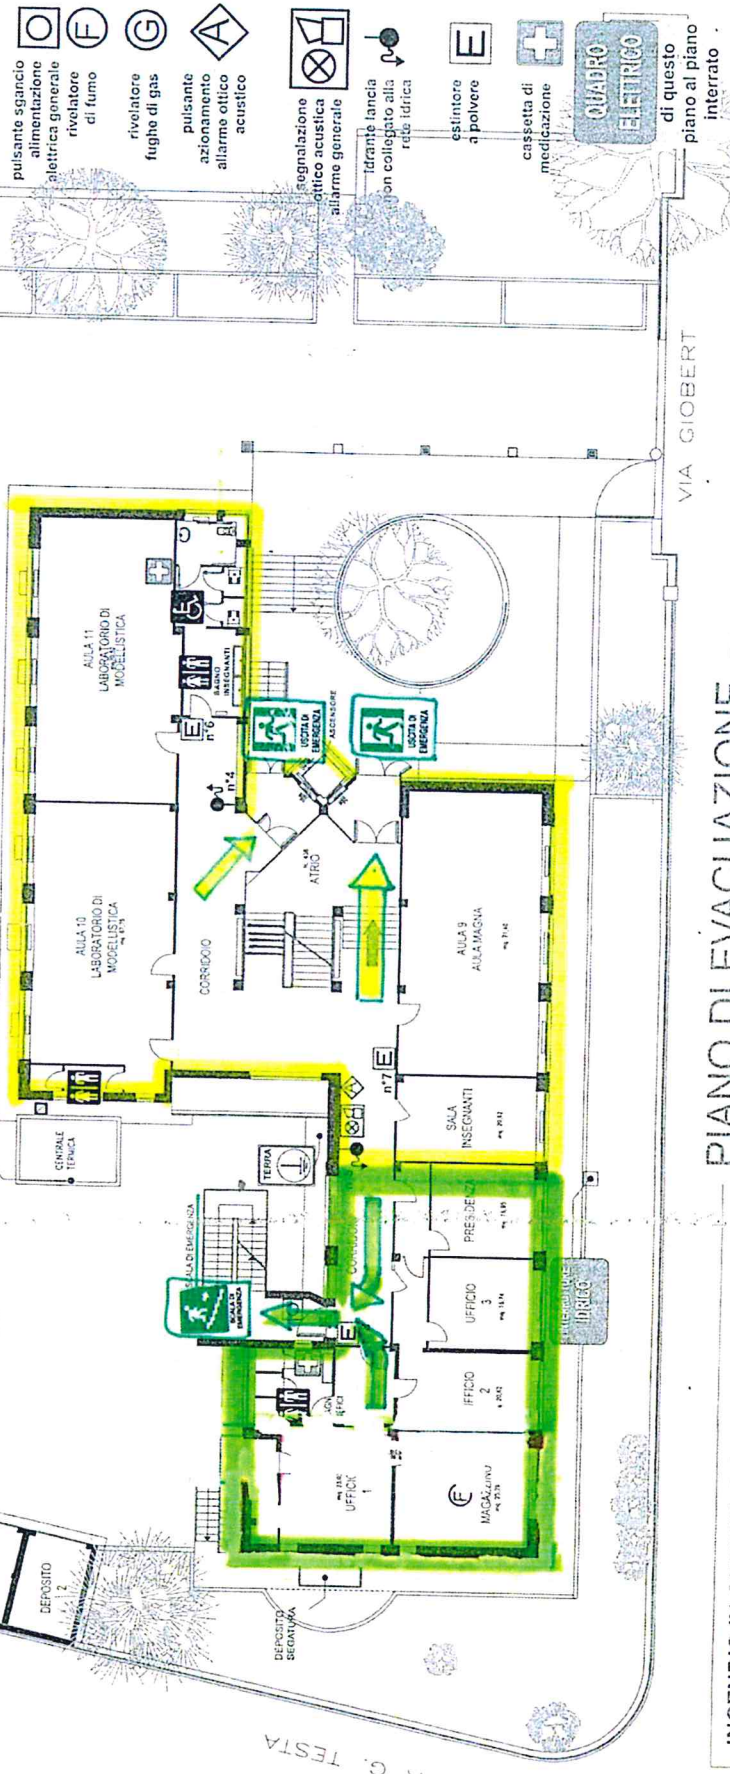 pulsante sgancio
alimentazione
elettrica generale
O
rivelatore
di fumo
F
rivelatore
fughe di gas
G
pulsante
azionamento
allarme ottico
acustico
A
segnalazione
ottico acustica
allarme generale
Idrante lancia
con collegato alla
rete idrica
estintore
a polvere
E
cassetta di
medicazione
QUADRO
ELETTRICO
di questo
piano al piano
interrato
VIA GIOBERT
AULA 11
LABORATORIO DI
MODELLISTICA
BAGNO
INSEGNANTI
E
n°6
n°4
USCITA DI
EMERGENZA
ASCENSORE
USCITA DI
EMERGENZA
ATRIO
AULA 10
LABORATORIO DI
MODELLISTICA
CORRIDOIO
AULA 9
AULA MAGNA
CENTRALE
TERMICA
E
n°7
SALA
INSEGNANTI
TERRA
SCALA DI EMERGENZA
SCALA DI
EMERGENZA
CORRIDOIO
PRESIDENZA
UFFICIO
3
E
IDRICO
IFFICIO
2
UFFICIO
1
F
MAGAZZINO
DEPOSITO
2
DEPOSITO
SEGATURA
G. TESTA
PIANO DI EVACUAZIONE